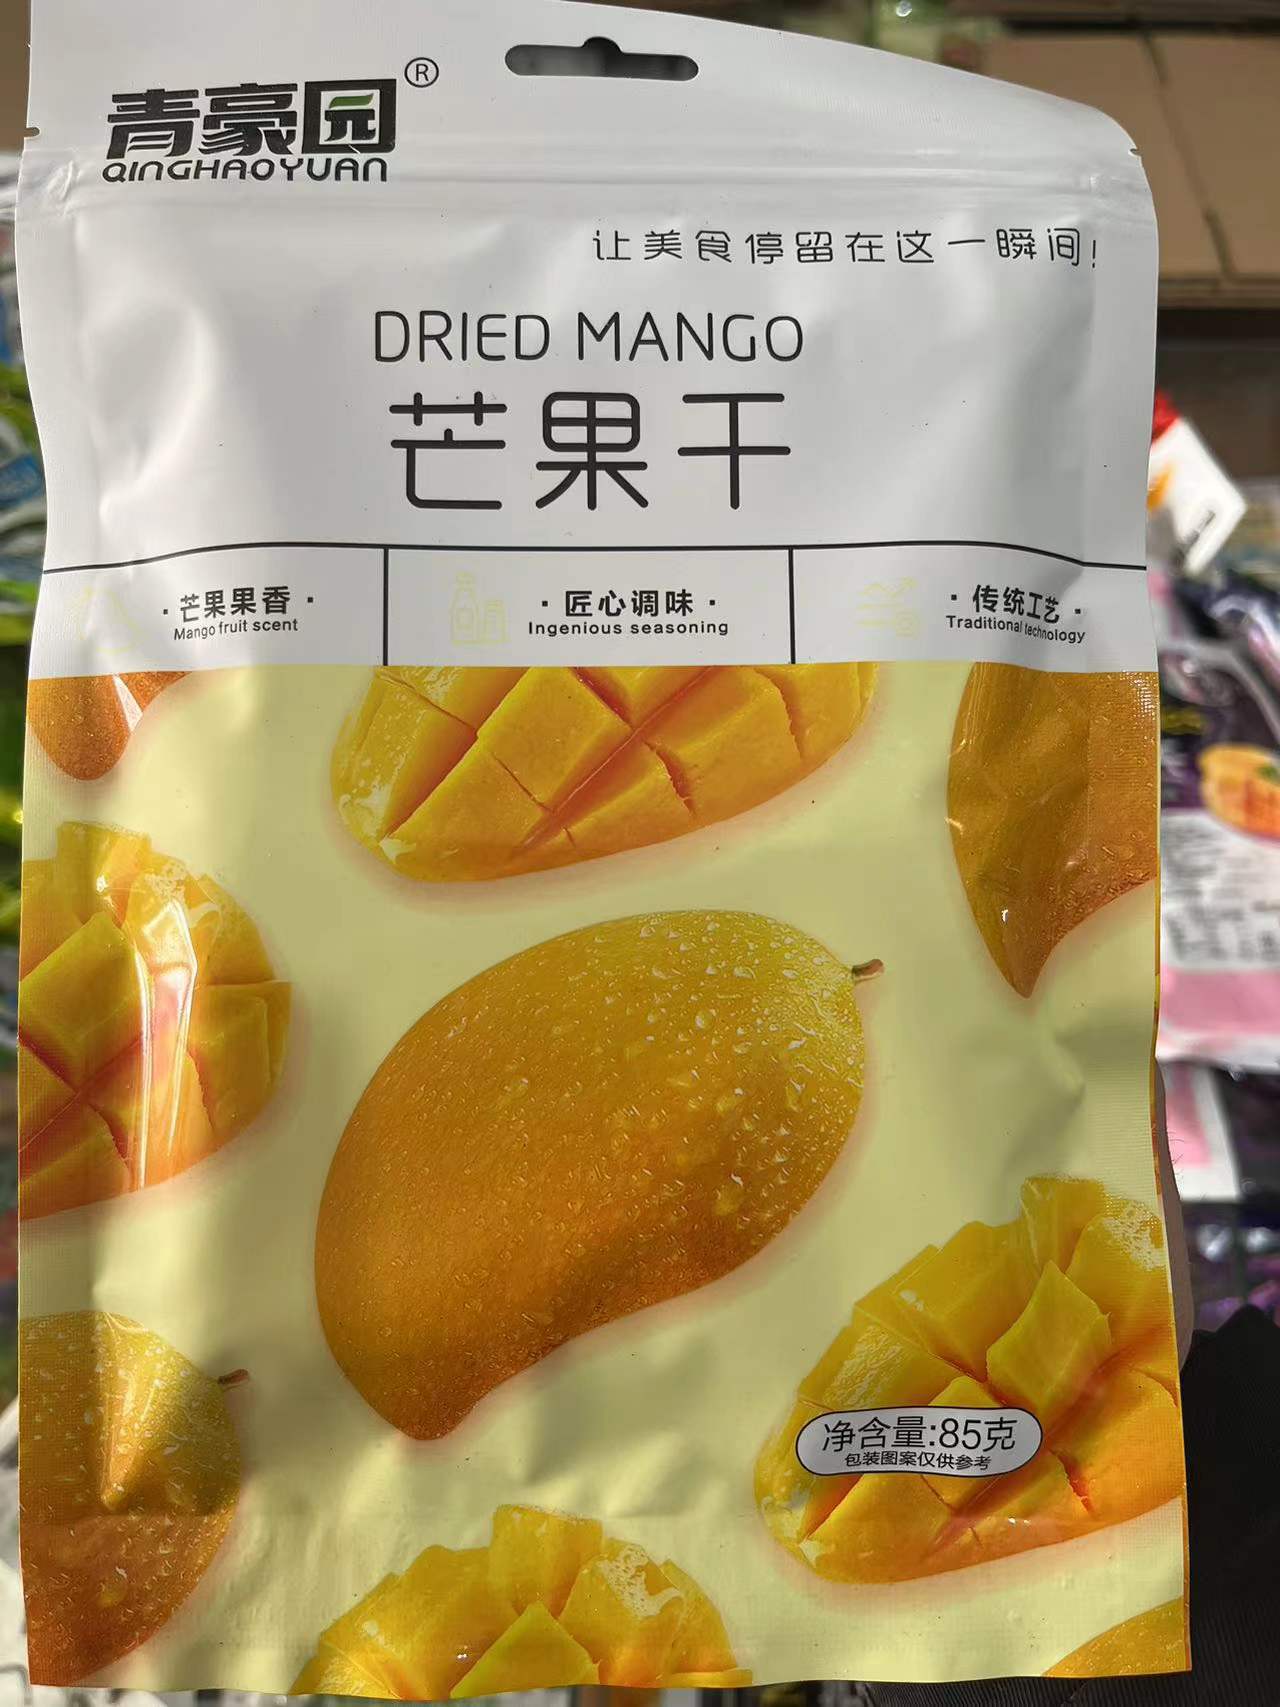 青豪园®
QINGHAOYUAN
让美食停留在这一瞬间!
DRIED MANGO
芒果干
·芒果果香·
Mango fruit scent
·匠心调味·
Ingenious seasoning
·传统工艺·
Traditional technology
净含量:85克
包装图案仅供参考